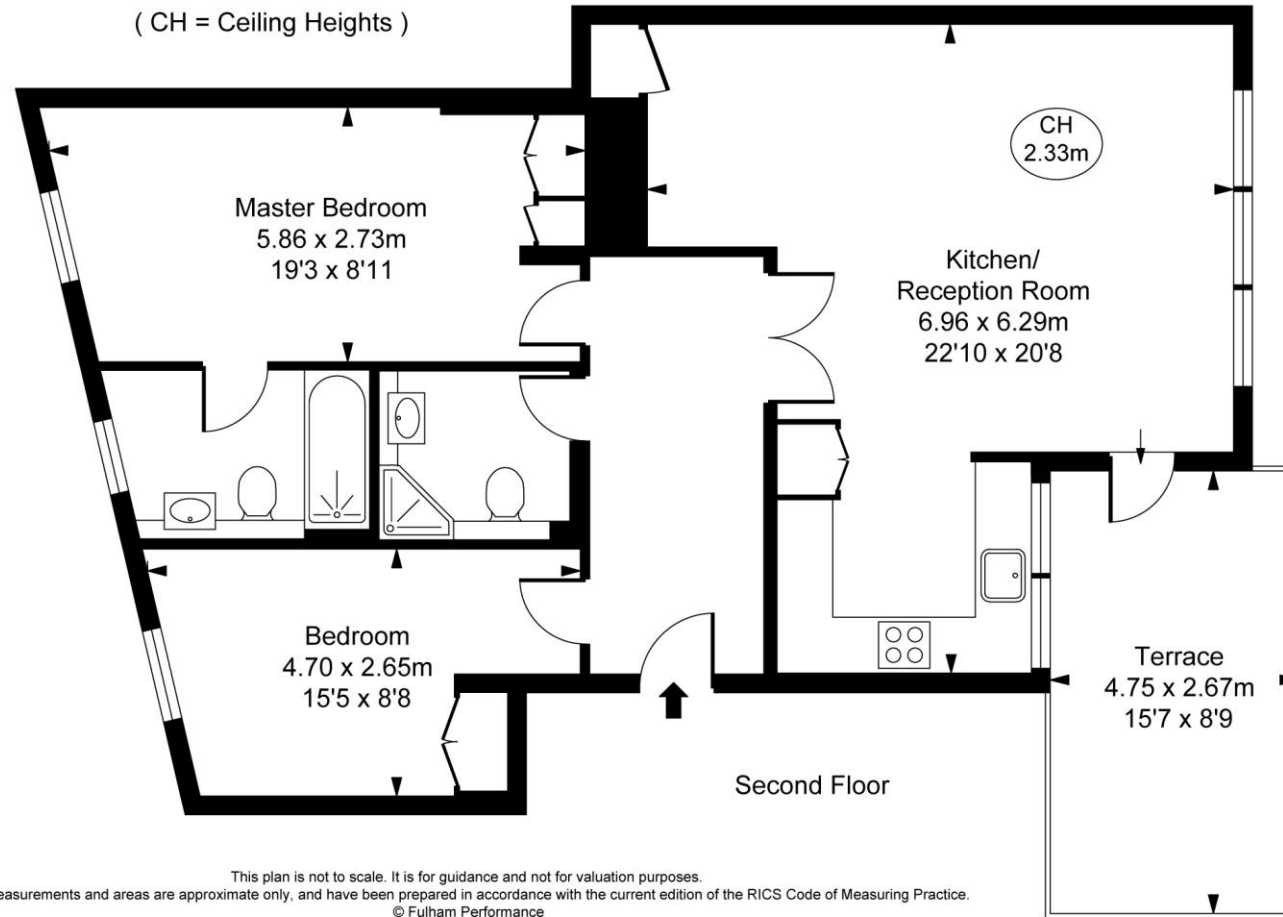 ( CH = Ceiling Heights )
CH
2.33m
Master Bedroom
5.86 x 2.73m
19'3 x 8'11
Kitchen/
Reception Room
6.96 x 6.29m
22'10 x 20'8
Bedroom
4.70 x 2.65m
15'5 x 8'8
Terrace
4.75 x 2.67m
15'7 x 8'9
Second Floor
This plan is not to scale. It is for guidance and not for valuation purposes.
easurements and areas are approximate only, and have been prepared in accordance with the current edition of the RICS Code of Measuring Practice.
© Fulham Performance